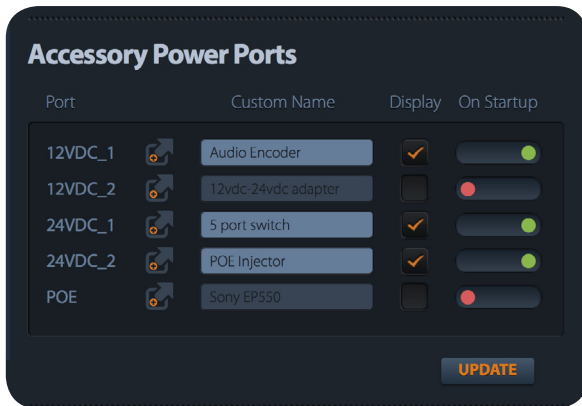 Accessory Power Ports
Port Custom Name Display On Startup
12VDC_1 Audio Encoder
12VDC_2 12vdc-24vdc adapter
24VDC_1 5 port switch
24VDC_2 POE Injector
POE Sony EP550
UPDATE